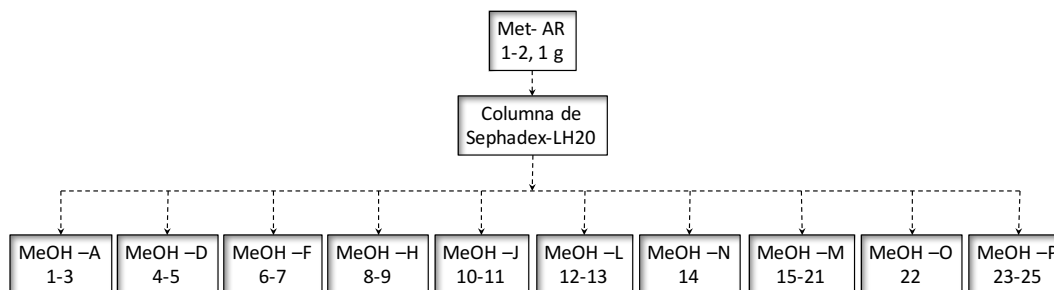 Met- AR
1-2, 1 g
Columna de
Sephadex-LH20
MeOH –A
1-3
MeOH –D
4-5
MeOH –F
6-7
MeOH –H
8-9
MeOH –J
10-11
MeOH –L
12-13
MeOH –N
14
MeOH –M
15-21
MeOH –O
22
MeOH –P
23-25